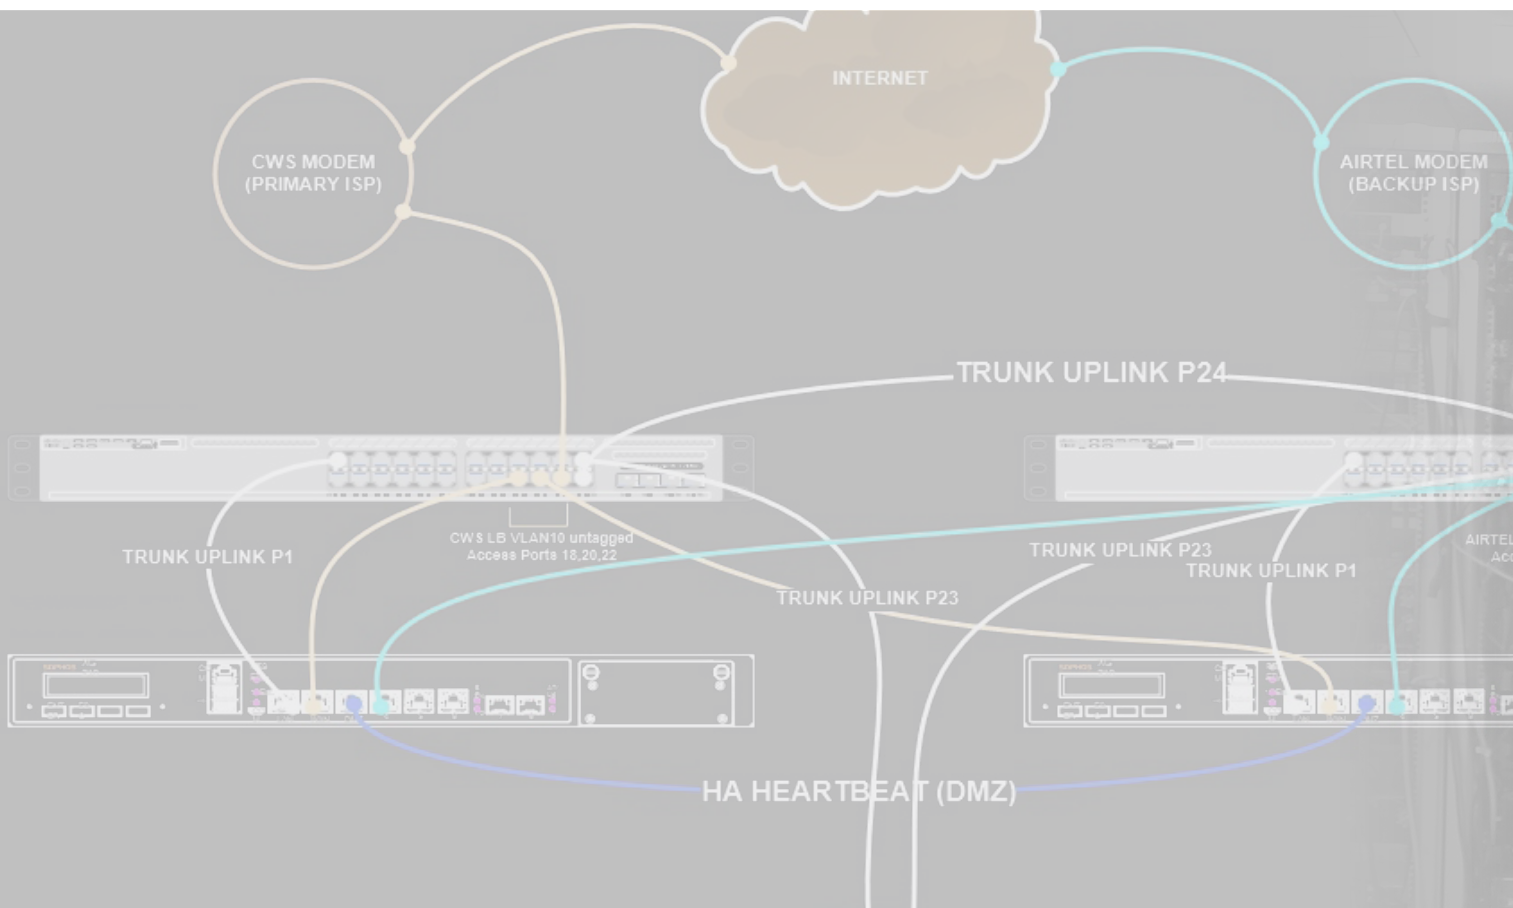 INTERNET
CWS MODEM
(PRIMARY ISP)
AIRTEL MODEM
(BACKUP ISP)
TRUNK UPLINK P24
CWS LB VLAN10 untagged
Access Ports 18,20,22
AIRTEL
TRUNK UPLINK P1
TRUNK UPLINK P23
TRUNK UPLINK P1
TRUNK UPLINK P23
HA HEARTBEAT (DMZ)